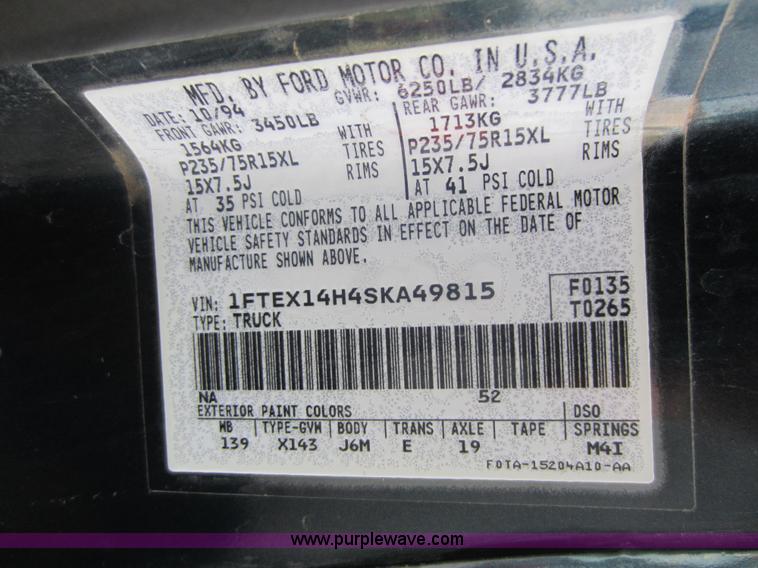 MFD. BY FORD MOTOR CO. IN U.S.A.
DATE: 10/94 GVWR: 6250LB/ 2834KG
FRONT GAWR: 3450LB REAR GAWR: 3777LB
1564KG WITH 1713KG WITH
P235/75R15XL TIRES P235/75R15XL TIRES
15X7.5J RIMS 15X7.5J RIMS
AT 35 PSI COLD AT 41 PSI COLD
THIS VEHICLE CONFORMS TO ALL APPLICABLE FEDERAL MOTOR
VEHICLE SAFETY STANDARDS IN EFFECT ON THE DATE OF
MANUFACTURE SHOWN ABOVE.
VIN: 1FTEX14H4SKA49815 F0135
TYPE: TRUCK T0265
NA 52
EXTERIOR PAINT COLORS DSO
WB TYPE-GVM BODY TRANS AXLE TAPE SPRINGS
139 X143 J6M E 19 M4I
F0TA-15204A10-AA
www.purplewave.com